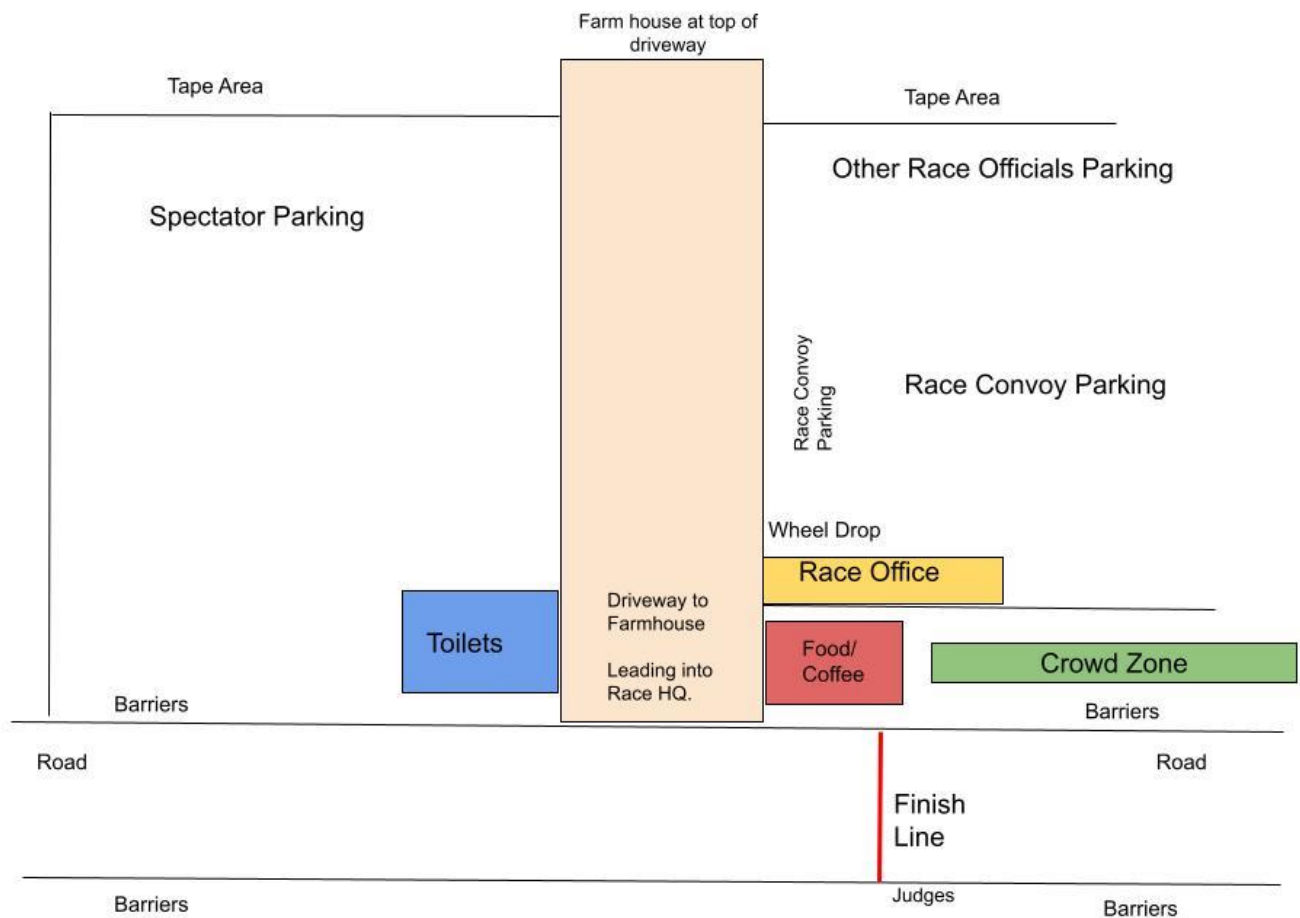 Farm house at top of
driveway
Tape Area
Tape Area
Other Race Officials Parking
Spectator Parking
Race Convoy
Parking
Race Convoy Parking
Wheel Drop
Race Office
Driveway to
Farmhouse
Leading into
Race HQ.
Toilets
Food/
Coffee
Crowd Zone
Barriers
Barriers
Road
Road
Finish
Line
Judges
Barriers
Barriers